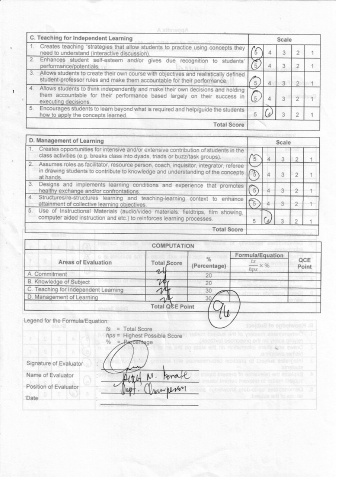 C. Teaching for Independent Learning Scale
1. Creates teaching strategies that allow students to practice using concepts they need to understand (interactive discussion). 5 4 3 2 1
2. Enhances student self-esteem and/or gives due recognition to students' performance/potentials. 5 4 3 2 1
3. Allows students to create their own course with objectives and realistically defined student-professor rules and make them accountable for their performance. 5 4 3 2 1
4. Allows students to think independently and make their own decisions and holding them accountable for their performance based largely on their success in executing decisions. 5 4 3 2 1
5. Encourages students to learn beyond what is required and help/guide the students how to apply the concepts learned. 5 4 3 2 1
Total Score
D. Management of Learning Scale
1. Creates opportunities for intensive and/or extensive contribution of students in the class activities (e.g. breaks class into dyads, triads or buzz/task groups). 5 4 3 2 1
2. Assumes roles as facilitator, resource person, coach, inquisitor, integrator, referee in drawing students to contribute to knowledge and understanding of the concepts at hands. 5 4 3 2 1
3. Designs and implements learning conditions and experience that promotes healthy exchange and/or confrontations. 5 4 3 2 1
4. Structures/re-structures learning and teaching-learning context to enhance attainment of collective learning objectives. 5 4 3 2 1
5. Use of Instructional Materials (audio/video materials: fieldtrips, film showing, computer aided instruction and etc.) to reinforces learning processes. 5 4 3 2 1
Total Score
COMPUTATION
Areas of Evaluation Total Score % (Percentage) Formula/Equation ts/hps x % QCE Point
A. Commitment 24 20
B. Knowledge of Subject 24 20
C. Teaching for Independent Learning 24 30
D. Management of Learning 24 30
Total QCE Point 96
Legend for the Formula/Equation:
ts = Total Score
hps = Highest Possible Score
% = Percentage
Signature of Evaluator
Name of Evaluator
Position of Evaluator Dept. Chairperson
Date